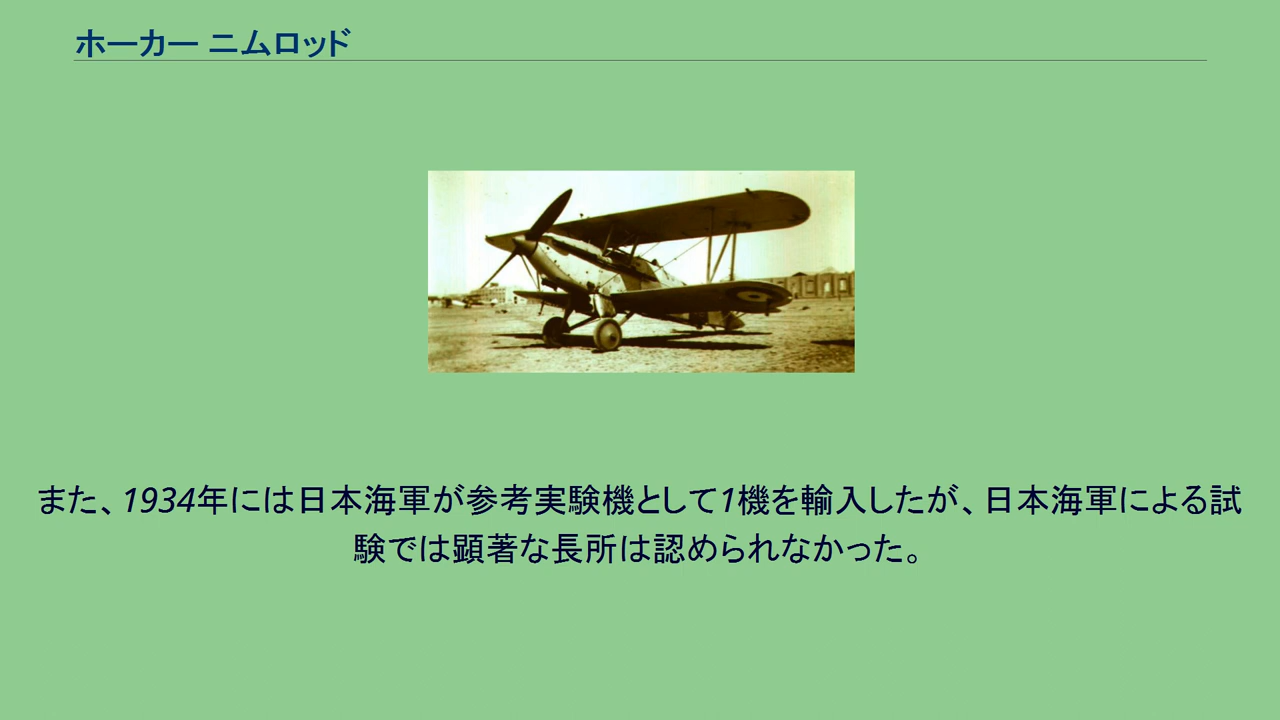 ホーカー ニムロッド
また、1934年には日本海軍が参考実験機として1機を輸入したが、日本海軍による試
験では顕著な長所は認められなかった。